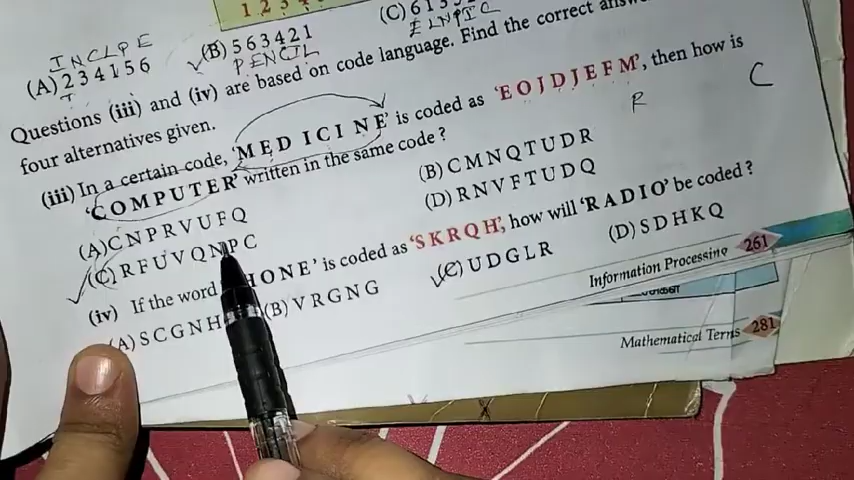 1 2 3 4
I N C L P E
(A) 2 3 4 1 5 6
(B) 5 6 3 4 2 1
P E N C I L
(C) 6 1 3 5
E L N P I C
Questions (iii) and (iv) are based on code language. Find the correct answ
four alternatives given.
(iii) In a certain code, 'M E D I C I N E' is coded as 'E O J D J E F M', then how is
'C O M P U T E R' written in the same code ?
R
C
(A) C N P R V U F Q
(B) C M N Q T U D R
(C) R F U V Q N P C
(D) R N V F T U D Q
(iv) If the word HONE' is coded as 'S K R Q H', how will 'R A D I O' be coded ?
(A) S C G N H
(B) V R G N G
(C) U D G L R
(D) S D H K Q
Information Processing 261
Mathematical Terms 281